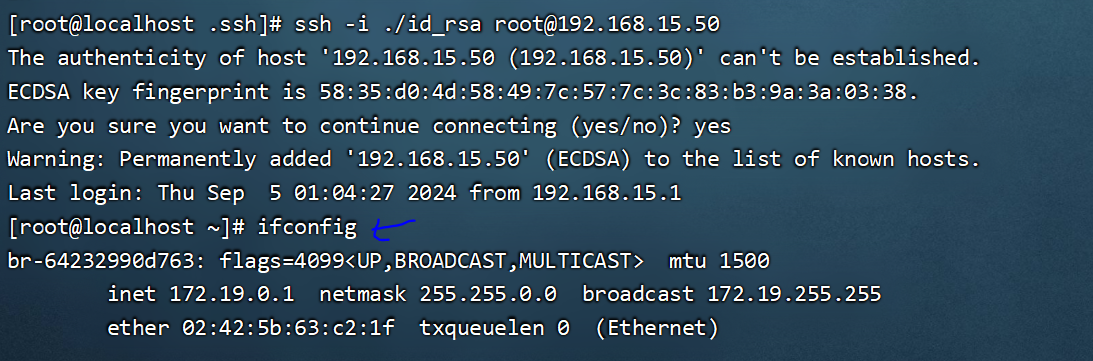 [root@localhost .ssh]# ssh -i ./id_rsa root@192.168.15.50
The authenticity of host '192.168.15.50 (192.168.15.50)' can't be established.
ECDSA key fingerprint is 58:35:d0:4d:58:49:7c:57:7c:3c:83:b3:9a:3a:03:38.
Are you sure you want to continue connecting (yes/no)? yes
Warning: Permanently added '192.168.15.50' (ECDSA) to the list of known hosts.
Last login: Thu Sep  5 01:04:27 2024 from 192.168.15.1
[root@localhost ~]# ifconfig
br-64232990d763: flags=4099<UP,BROADCAST,MULTICAST>  mtu 1500
        inet 172.19.0.1  netmask 255.255.0.0  broadcast 172.19.255.255
        ether 02:42:5b:63:c2:1f  txqueuelen 0  (Ethernet)